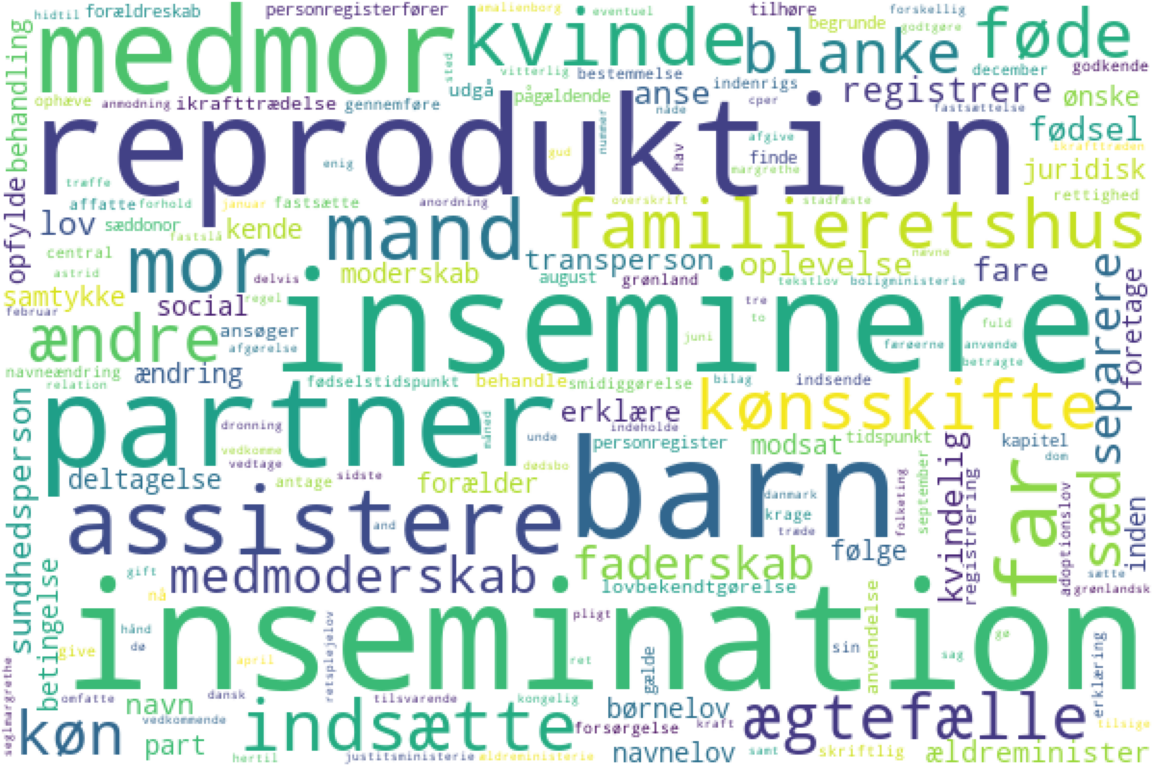 hidtil forældreskab personregisterfører amalienborg eventuel tilhøre forskellig
medmor kvinde blanke føde
begrunde godtgøre
behandling sted vitterlig bestemmelse indenrigs december godkende
ophæve anmodning ikrafttrædelse gennemføre udgå pågældende anse cper registrere ønske
nåde fastsættelse
reproduktion
nummer afgive fødsel
enig gud hav finde ikrafttræden
margrethe juridisk
træffe rettighed
opfylde affatte forhold januar fastsætte anordning overskrift stadfæste
lov sæddonor kende mand familieretshus
fastslå
central mor nævne
astrid delvis moderskab transperson oplevelse fare
samtykke august grønland tekstlov boligministerie
februar social regel inseminere tre
ændre ansøger to fuld
afgørelse juni færøerne anvende
navneændring ændring betragte
separere foretage
relation fødselstidspunkt behandle smidiggørelse bilag indsende
partner erklære kønsskifte
dronning måned indeholde
vedkomme unde personregister modsat tidspunkt kapitel
vedtage dom
sundhedsperson deltagelse sidste dødsbo barn
antage forælder danmark folketing september kvindelig registrering far sæd
assistere and krage adoptionslov inden
træde
følge
medmoderskab faderskab sætte
gift lovbekendtgørelse grønlandsk
betingelse nå
insemination
pligt anvendelse
hånd retsplejelov gø
give dø sin erklæring
april ret sag
seglmargrethe gælde
omfatte dansk tilsvarende kongelig
navn børnelov ægtefælle
køn vedkommende indsætte forsørgelse kraft tilsige
part navnelov samt skriftlig ældreminister
hertil justitsministerie ældreministerie